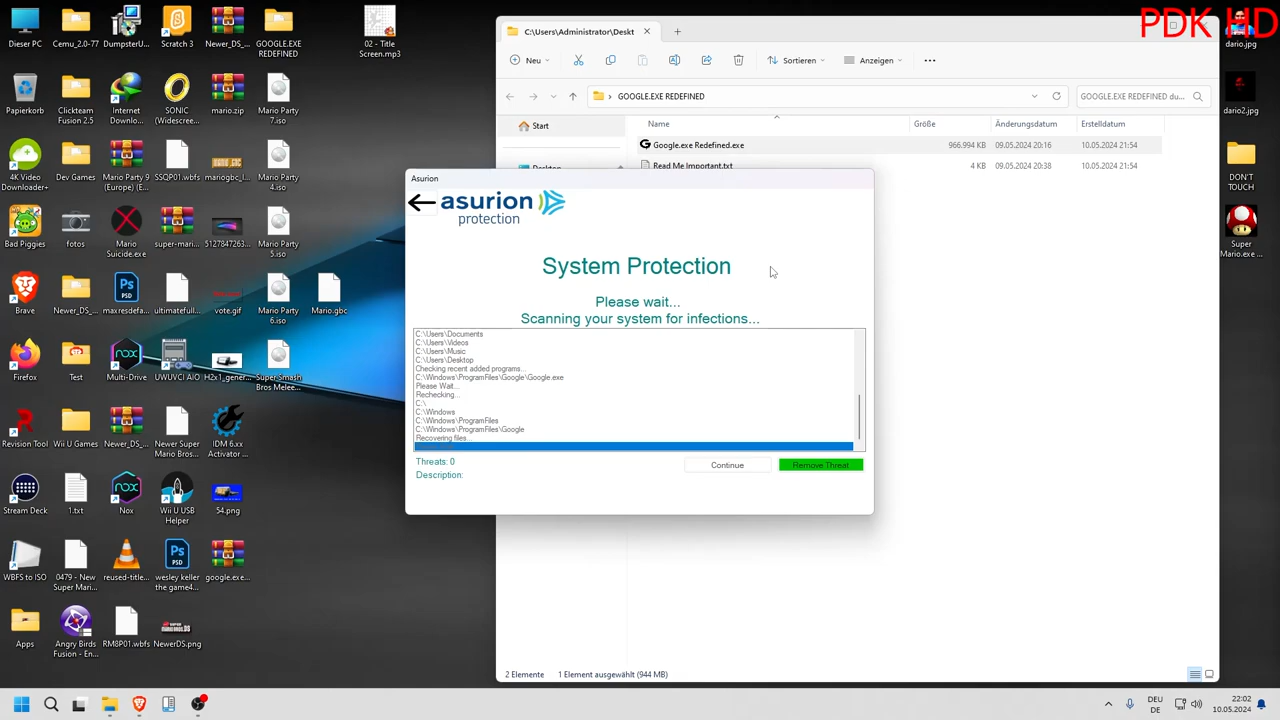 PDK HD
Dieser PC
Cemu_2.0-77
DumpsterU...
Scratch 3
Newer_DS_...
GOOGLE.EXE
REDEFINED
02 - Title
Screen.mp3
Papierkorb
Clickteam
Fusion 2.5
Internet
Downlo...
SONIC
(Widescree...
mario.zip
Mario Party
7.iso
4K Video
Downloader+
Dev Games
Mario Party
9 (Europe) (E...
SSQP01.wbfs
mariogbc.png
Mario Party
4.iso
Bad Piggies
fotos
Mario
Suicide.exe
super-mari...
5127847263...
Mario Party
5.iso
Brave
Newer_DS_...
maxresdefa...
ultimatefull...
vote.gif
Mario Party
6.iso
Mario.gbc
Firefox
Test
Multi-Drive
UWUVCI AIO
H2x1_gener...
Super Smash
Bros Melee...
Revision Tool
Wii U Games
Newer_DS_...
Newer Super
Mario Bros...
IDM 6.xx
Activator ...
Stream Deck
1.txt
Nox
Wii U USB
Helper
54.png
WBFS to ISO
0479 - New
Super Mari...
reused-title...
wesley keller
the game4...
google.exe...
Apps
Angry Birds
Fusion - En...
RM8P01.wbfs
NewerDS.png
C:\Users\Administrator\Deskt
Neu
Sortieren
Anzeigen
GOOGLE.EXE REDEFINED
GOOGLE.EXE REDEFINED du...
Start
Name
Größe
Änderungsdatum
Erstelldatum
Google.exe Redefined.exe
966.994 KB
09.05.2024 20:16
10.05.2024 21:54
Desktop
Read Me Important.txt
4 KB
09.05.2024 20:38
10.05.2024 21:54
Asurion
asurion
protection
System Protection
Please wait...
Scanning your system for infections...
C:\Users\Documents
C:\Users\Videos
C:\Users\Music
C:\Users\Desktop
Checking recent added programs...
C:\Windows\ProgramFiles\Google\Google.exe
Please Wait...
Rechecking...
C:\
C:\Windows
C:\Windows\ProgramFiles
C:\Windows\ProgramFiles\Google
Recovering files...
Threats: 0
Continue
Remove Threat
Description:
2 Elemente
1 Element ausgewählt (944 MB)
dario.jpg
dario2.jpg
DON'T
TOUCH
Super
Mario.exe ...
DEU
DE
22:02
10.05.2024